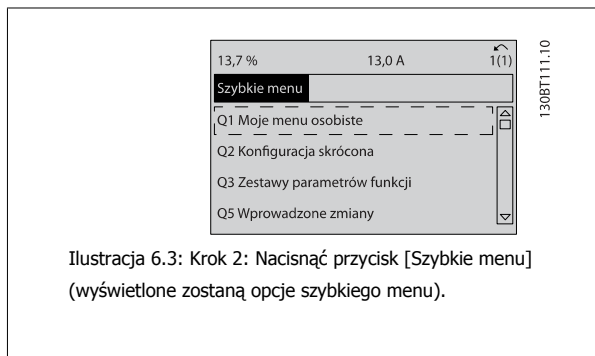 13,7 % 13,0 A 1(1)
Szybkie menu
Q1 Moje menu osobiste
Q2 Konfiguracja skrócona
Q3 Zestawy parametrów funkcji
Q5 Wprowadzone zmiany
130BT111.10
Ilustracja 6.3: Krok 2: Nacisnąć przycisk [Szybkie menu]
(wyświetlone zostaną opcje szybkiego menu).